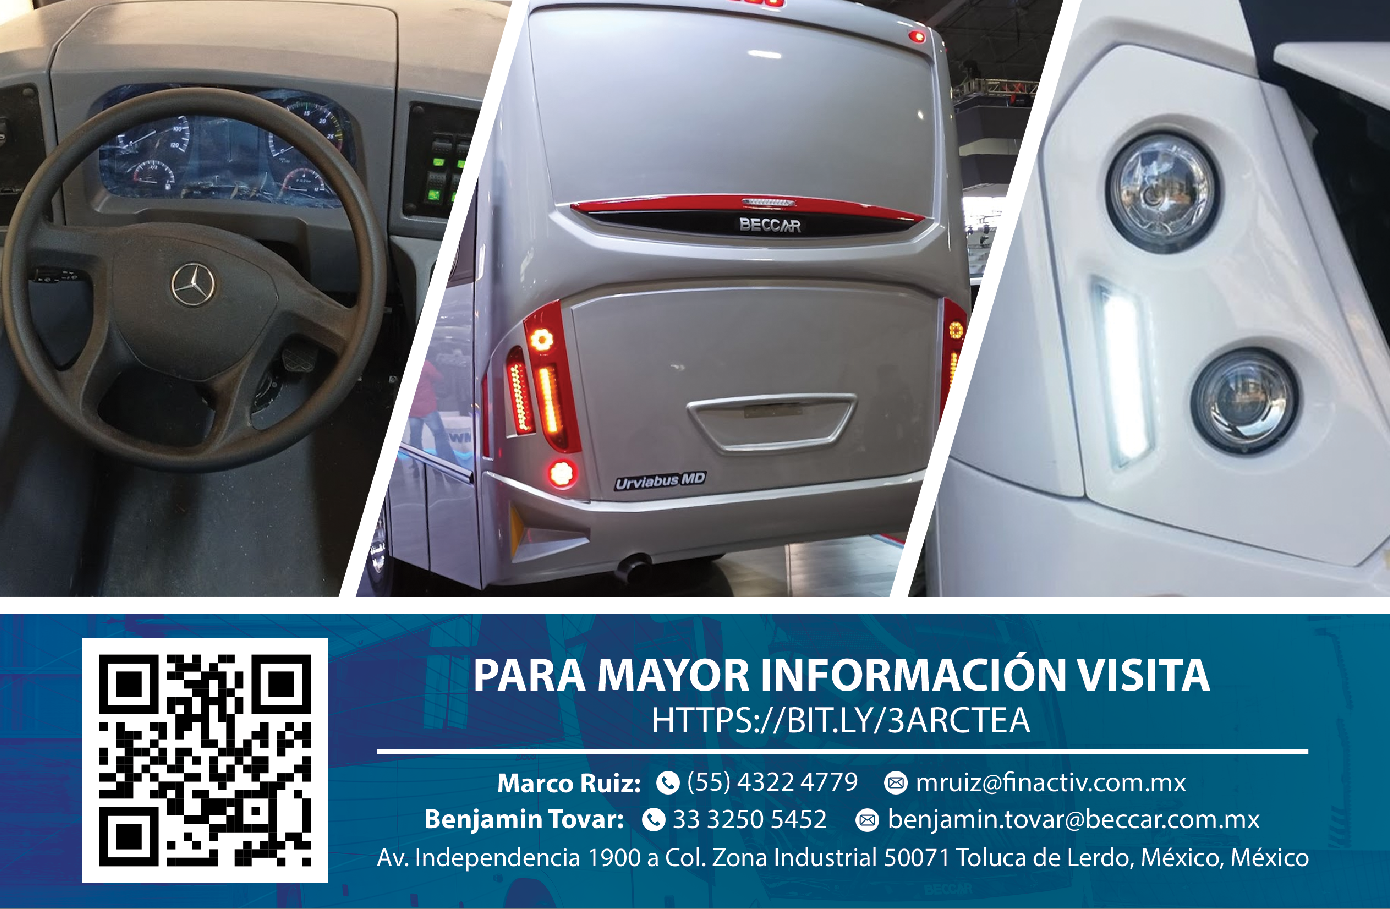 BECCAR
Urviabus MD
PARA MAYOR INFORMACIÓN VISITA
HTTPS://BIT.LY/3ARCTEA
Marco Ruiz: (55) 4322 4779 mruiz@finactiv.com.mx
Benjamin Tovar: 33 3250 5452 benjamin.tovar@beccar.com.mx
Av. Independencia 1900 a Col. Zona Industrial 50071 Toluca de Lerdo, México, México
BECCAR